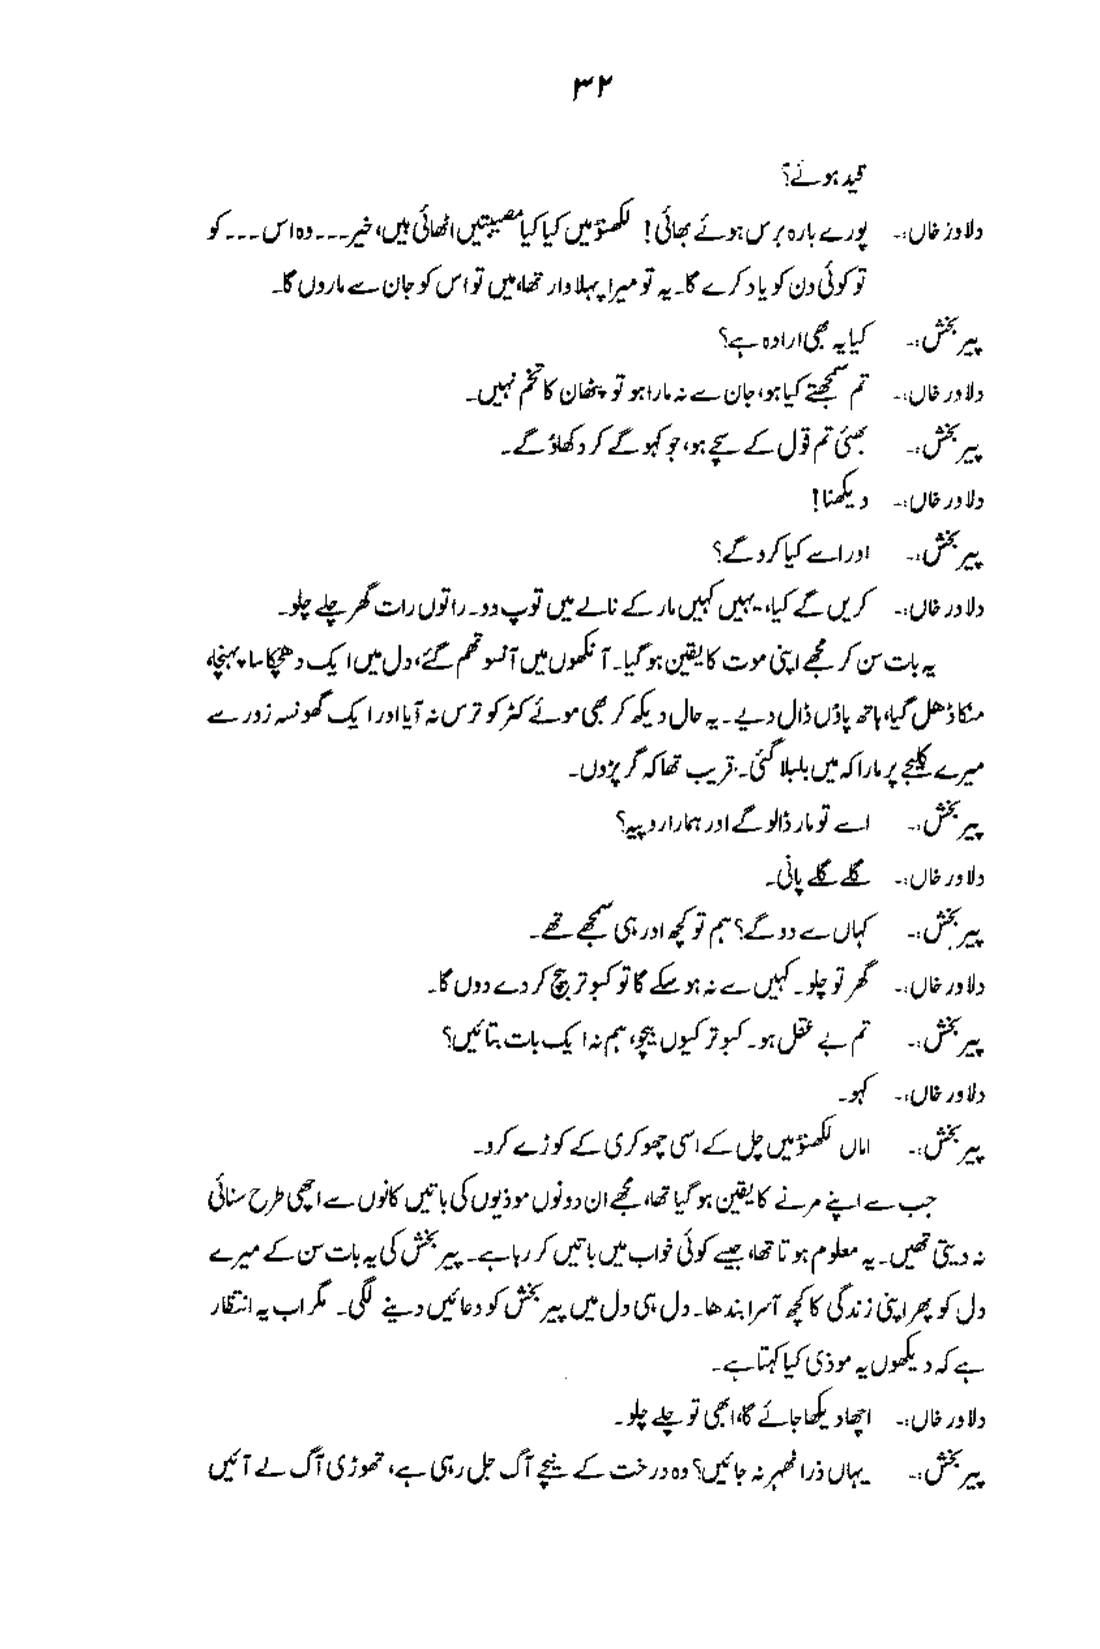 ۳۲
قید ہوئے؟
دلاور خاں:۔ پورے بارہ برس ہوئے بھائی! لکھنؤ میں کیا کیا مصیبتیں اٹھائی ہیں، خیر۔۔۔وہ اس۔۔۔کو
تو کوئی دن کو یاد کرے گا۔ یہ تو میرا پہلا وار تھا، میں تو اس کو جان سے ماروں گا۔
پیر بخش:۔ کیا یہ بھی ارادہ ہے؟
دلاور خاں:۔ تم سمجھتے کیا ہو، جان سے نہ مارا ہو تو پٹھان کا تخم نہیں۔
پیر بخش:۔ بھئی تم قول کے سچے ہو، جو کہو گے کر دکھاؤ گے۔
دلاور خاں:۔ دیکھنا!
پیر بخش:۔ اور اسے کیا کرو گے؟
دلاور خاں:۔ کریں گے کیا، یہیں کہیں مار کے نالے میں توپ دو۔ راتوں رات گھر چلے چلو۔
یہ بات سن کر مجھے اپنی موت کا یقین ہو گیا۔ آنکھوں میں آنسو تھم گئے، دل میں ایک دھچکا سا پہنچا،
منکا ڈھل گیا، ہاتھ پاؤں ڈال دیے۔ یہ حال دیکھ کر بھی موئے کٹر کو ترس نہ آیا اور ایک گھونسہ زور سے
میرے کلیجے پر مارا کہ میں بلبلا گئی۔ قریب تھا کہ گر پڑوں۔
پیر بخش:۔ اسے تو مار ڈالو گے اور ہمارا روپیہ؟
دلاور خاں:۔ گلے گلے پانی۔
پیر بخش:۔ کہاں سے دو گے؟ ہم تو کچھ اور ہی سمجھے تھے۔
دلاور خاں:۔ گھر تو چلو۔ کہیں سے نہ ہو سکے گا تو کبوتر بیچ کر دے دوں گا۔
پیر بخش:۔ تم بے عقل ہو۔ کبوتر کیوں بیچو، ہم نہ ایک بات بتائیں؟
دلاور خاں:۔ کہو۔
پیر بخش:۔ اماں لکھنؤ میں چل کے اسی چھوکری کے کوڑے کرو۔
جب سے اپنے مرنے کا یقین ہو گیا تھا، مجھے ان دونوں موذیوں کی باتیں کانوں سے اچھی طرح سنائی
نہ دیتی تھیں۔ یہ معلوم ہوتا تھا، جیسے کوئی خواب میں باتیں کر رہا ہے۔ پیر بخش کی یہ بات سن کے میرے
دل کو پھر اپنی زندگی کا کچھ آسرا بندھا۔ دل ہی دل میں پیر بخش کو دعائیں دینے لگی۔ مگر اب یہ انتظار
ہے کہ دیکھوں یہ موذی کیا کہتا ہے۔
دلاور خاں:۔ اچھا دیکھا جائے گا، ابھی تو چلے چلو۔
پیر بخش:۔ یہاں ذرا ٹھہر نہ جائیں؟ وہ درخت کے نیچے آگ جل رہی ہے، تھوڑی آگ لے آئیں